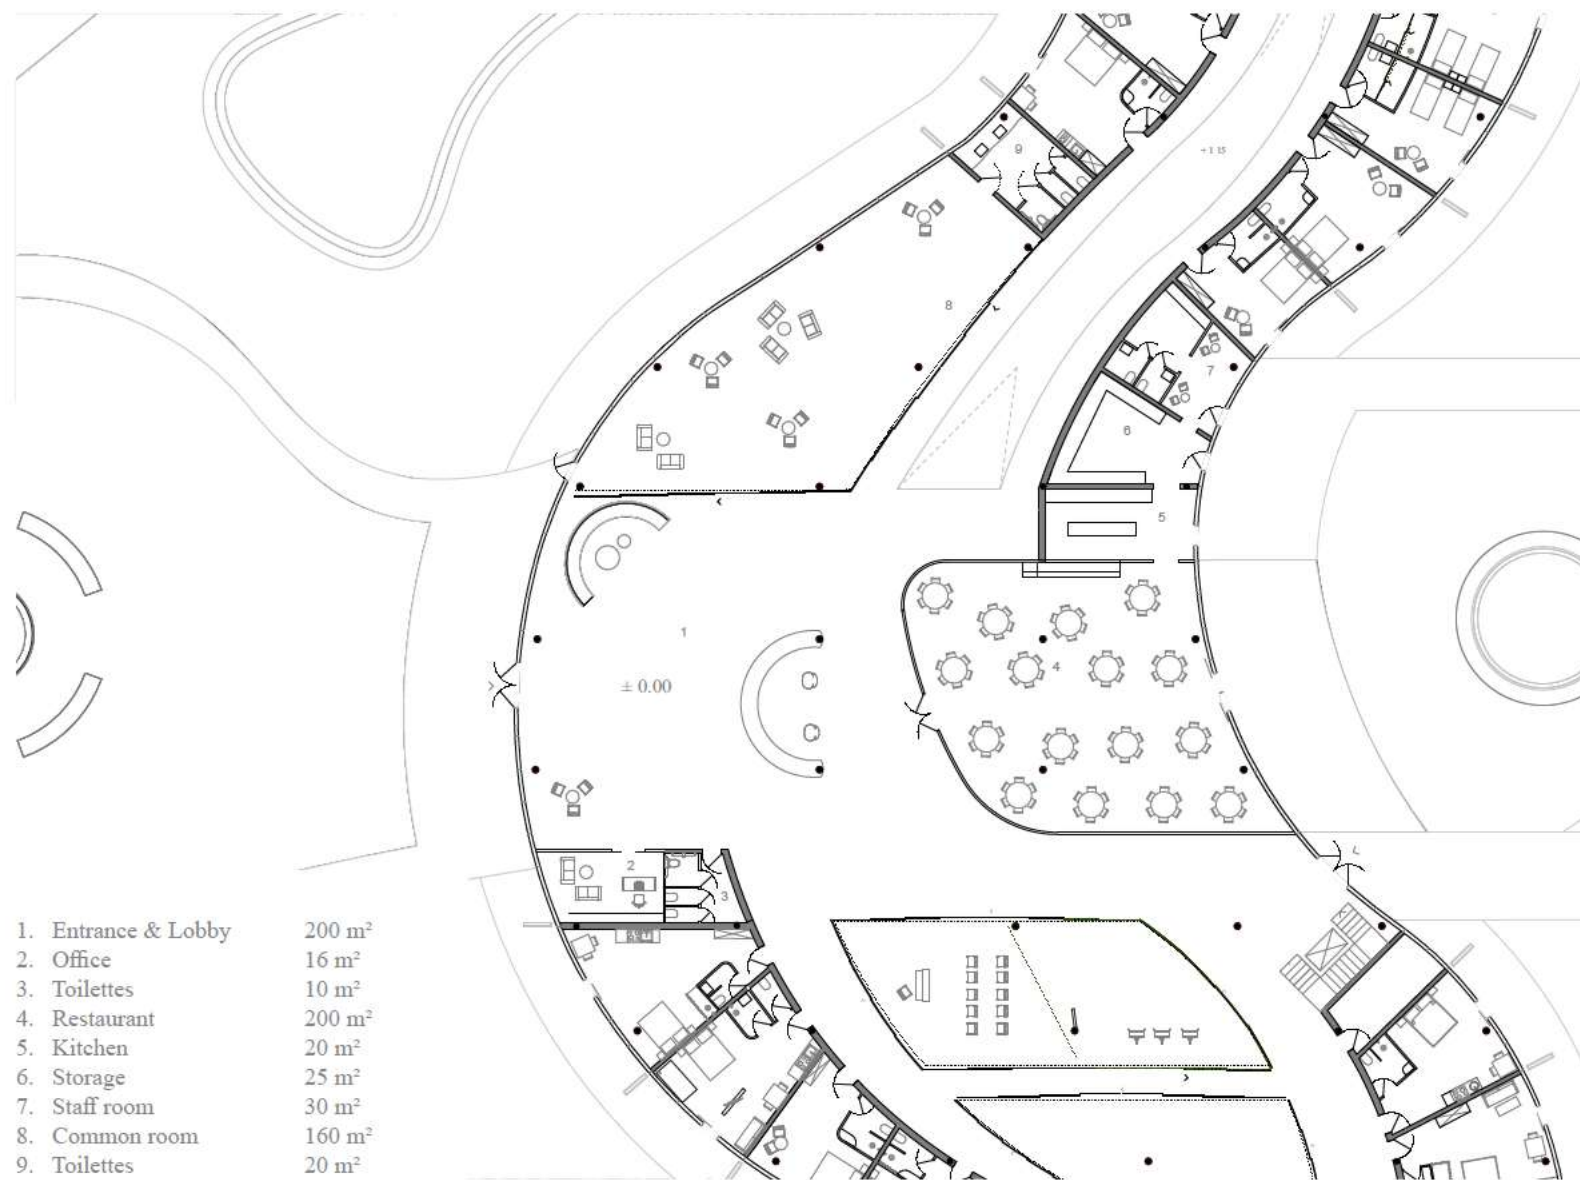 9
+ 1 15
8
7
6
5
1
4
± 0.00
2
3
1. Entrance & Lobby 200 m²
2. Office 16 m²
3. Toilettes 10 m²
4. Restaurant 200 m²
5. Kitchen 20 m²
6. Storage 25 m²
7. Staff room 30 m²
8. Common room 160 m²
9. Toilettes 20 m²